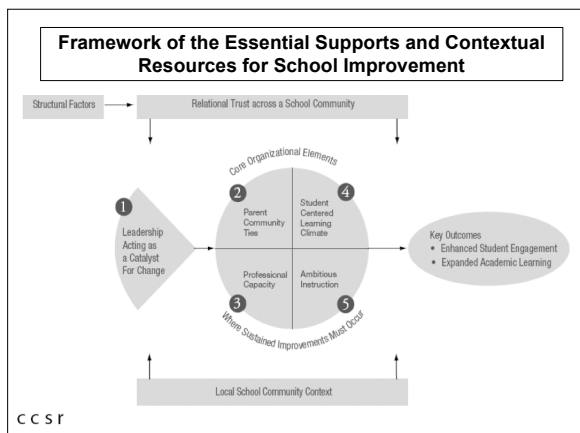 Framework of the Essential Supports and Contextual
Resources for School Improvement
Structural Factors
Relational Trust across a School Community
Core Organizational Elements
1
Leadership
Acting as
a Catalyst
For Change
2
Parent
Community
Ties
4
Student
Centered
Learning
Climate
Professional
Capacity
3
Ambitious
Instruction
5
Where Sustained Improvements Must Occur
Key Outcomes
• Enhanced Student Engagement
• Expanded Academic Learning
Local School Community Context
ccsr